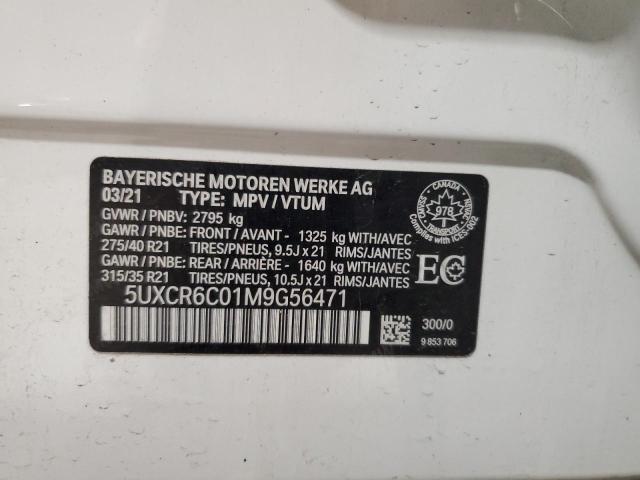 BAYERISCHE MOTOREN WERKE AG
03/21 TYPE: MPV / VTUM
GVWR / PNBV: 2795 kg
GAWR / PNBE: FRONT / AVANT - 1325 kg WITH/AVEC
275/40 R21 TIRES/PNEUS, 9.5J x 21 RIMS/JANTES
GAWR / PNBE: REAR / ARRIÈRE - 1640 kg WITH/AVEC
315/35 R21 TIRES/PNEUS, 10.5J x 21 RIMS/JANTES
5UXCR6C01M9G56471
CANADA
978
TRANSPORT
Complies with ICES-002
EC
300/0
9 853 706